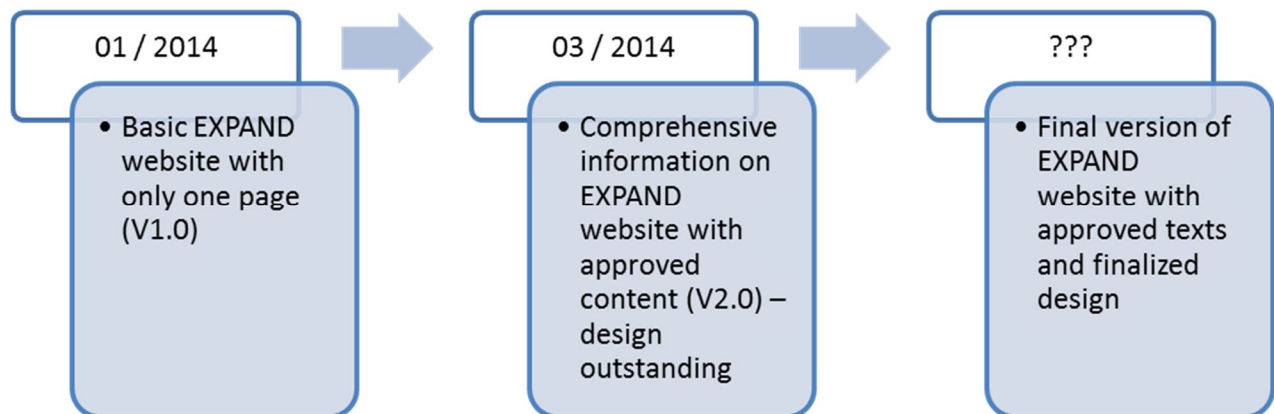 01 / 2014
• Basic EXPAND
website with
only one page
(V1.0)
03 / 2014
• Comprehensive
information on
EXPAND
website with
approved
content (V2.0) –
design
outstanding
???
• Final version of
EXPAND
website with
approved texts
and finalized
design